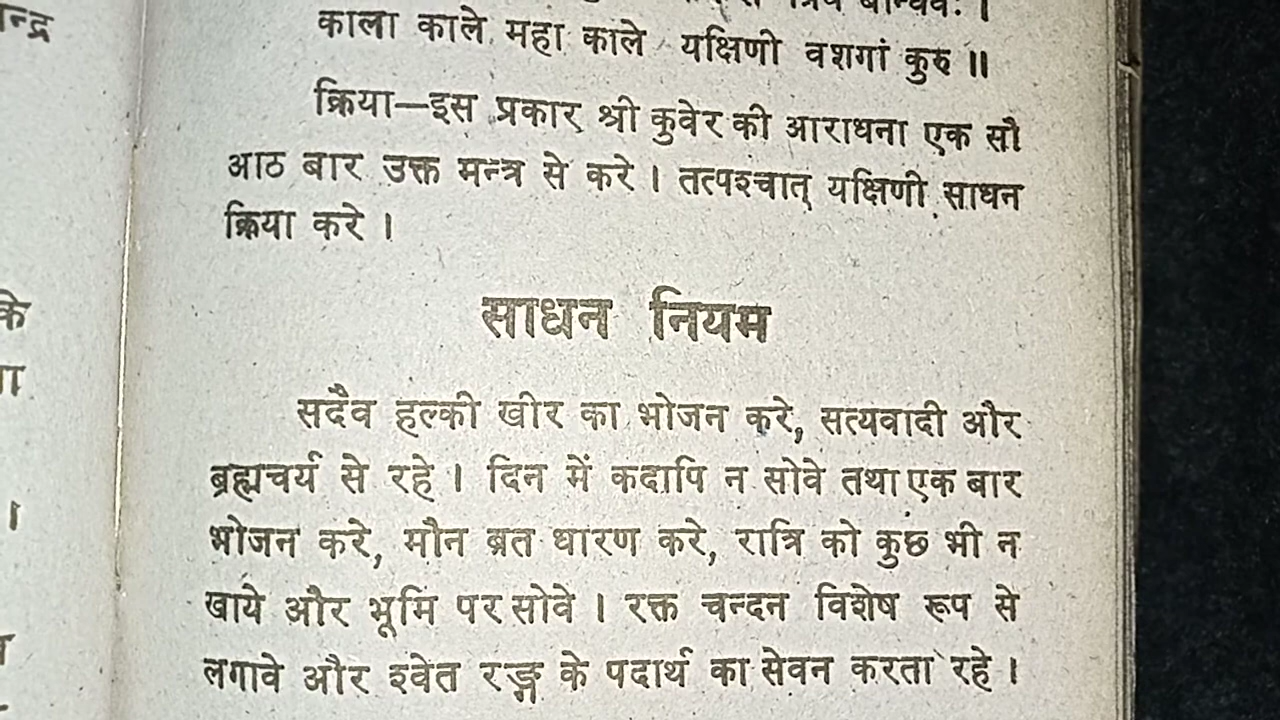 न्द्र
काला काले महा काले यक्षिणी वशगां कुरु ॥
क्रिया—इस प्रकार श्री कुवेर की आराधना एक सौ
आठ बार उक्त मन्त्र से करे । तत्पश्चात् यक्षिणी साधन
क्रिया करे ।
साधन नियम
सदैव हल्की खीर का भोजन करे, सत्यवादी और
ब्रह्मचर्य से रहे । दिन में कदापि न सोवे तथा एक बार
भोजन करे, मौन ब्रत धारण करे, रात्रि को कुछ भी न
खाये और भूमि पर सोवे । रक्त चन्दन विशेष रूप से
लगावे और श्वेत रङ्ग के पदार्थ का सेवन करता रहे ।